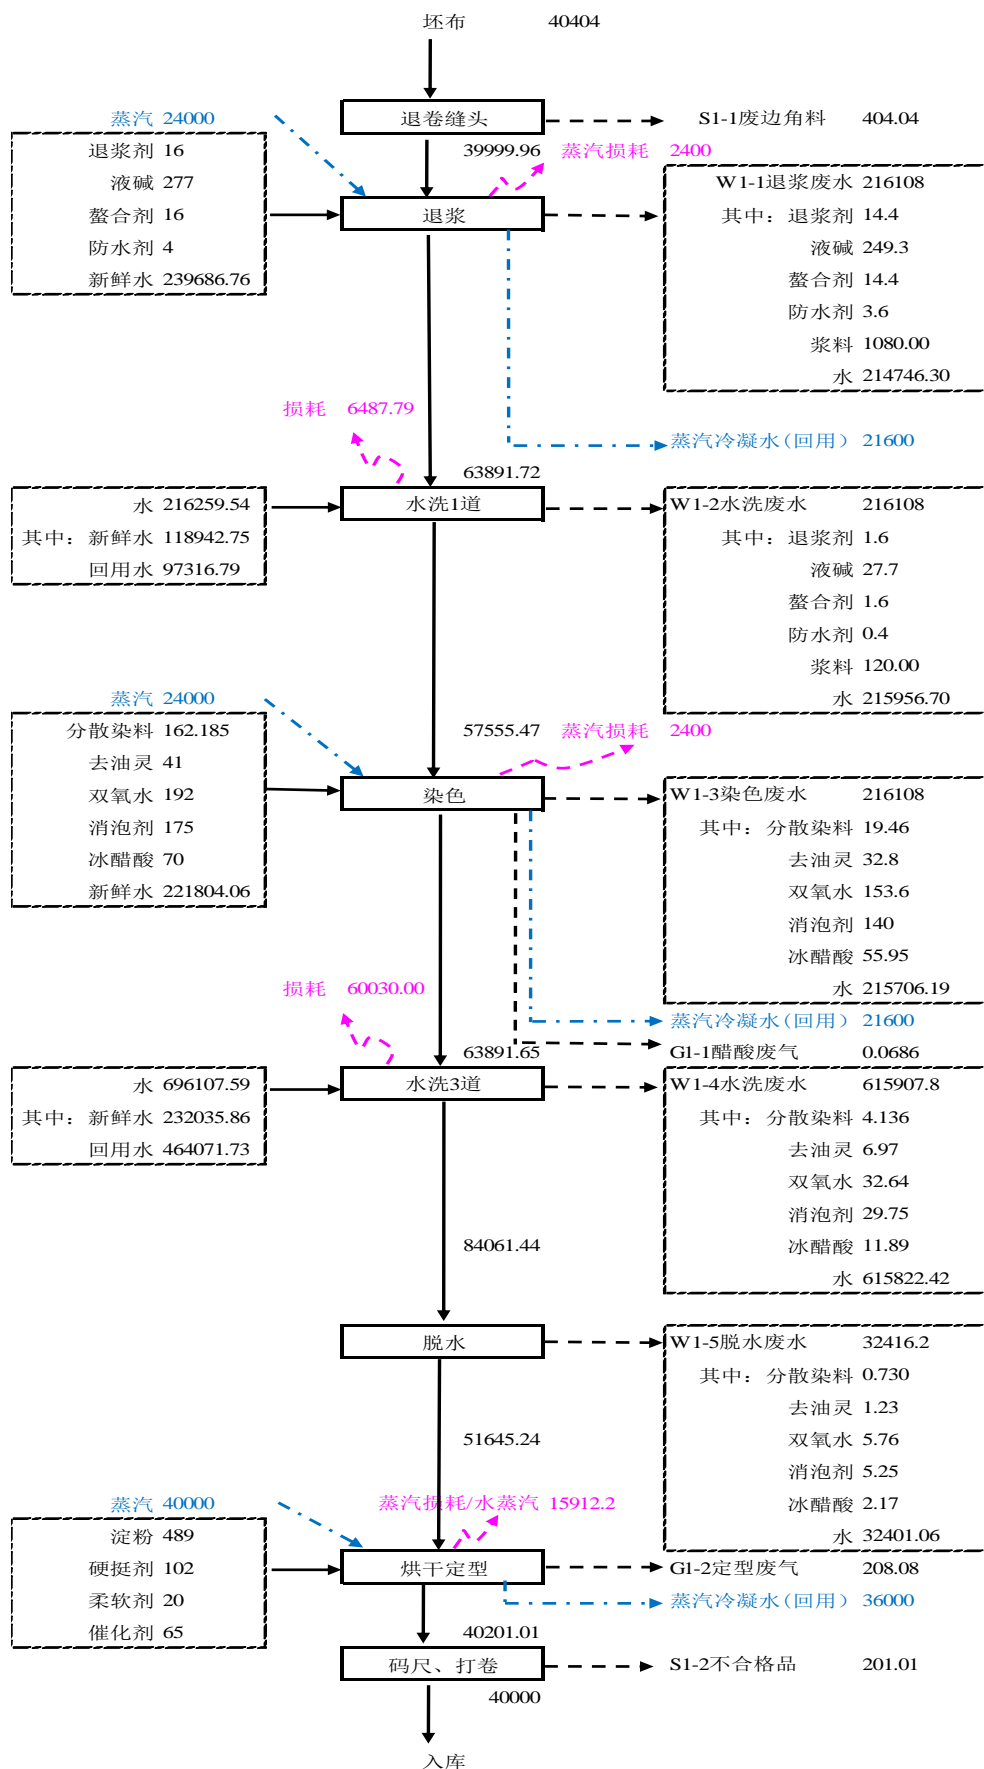 坯布 40404
退卷缝头
S1-1废边角料 404.04
39999.96
蒸汽损耗 2400
蒸汽 24000
退浆剂 16
液碱 277
螯合剂 16
防水剂 4
新鲜水 239686.76
退浆
W1-1退浆废水 216108
其中：退浆剂 14.4
液碱 249.3
螯合剂 14.4
防水剂 3.6
浆料 1080.00
水 214746.30
损耗 6487.79
蒸汽冷凝水（回用） 21600
63891.72
水 216259.54
其中：新鲜水 118942.75
回用水 97316.79
水洗1道
W1-2水洗废水 216108
其中：退浆剂 1.6
液碱 27.7
螯合剂 1.6
防水剂 0.4
浆料 120.00
水 215956.70
57555.47
蒸汽损耗 2400
蒸汽 24000
分散染料 162.185
去油灵 41
双氧水 192
消泡剂 175
冰醋酸 70
新鲜水 221804.06
染色
W1-3染色废水 216108
其中：分散染料 19.46
去油灵 32.8
双氧水 153.6
消泡剂 140
冰醋酸 55.95
水 215706.19
损耗 60030.00
蒸汽冷凝水（回用） 21600
G1-1醋酸废气 0.0686
63891.65
水 696107.59
其中：新鲜水 232035.86
回用水 464071.73
水洗3道
W1-4水洗废水 615907.8
其中：分散染料 4.136
去油灵 6.97
双氧水 32.64
消泡剂 29.75
冰醋酸 11.89
水 615822.42
84061.44
脱水
W1-5脱水废水 32416.2
其中：分散染料 0.730
去油灵 1.23
双氧水 5.76
消泡剂 5.25
冰醋酸 2.17
水 32401.06
51645.24
蒸汽损耗/水蒸汽 15912.2
蒸汽 40000
淀粉 489
硬挺剂 102
柔软剂 20
催化剂 65
烘干定型
G1-2定型废气 208.08
蒸汽冷凝水（回用） 36000
40201.01
码尺、打卷
S1-2不合格品 201.01
40000
入库